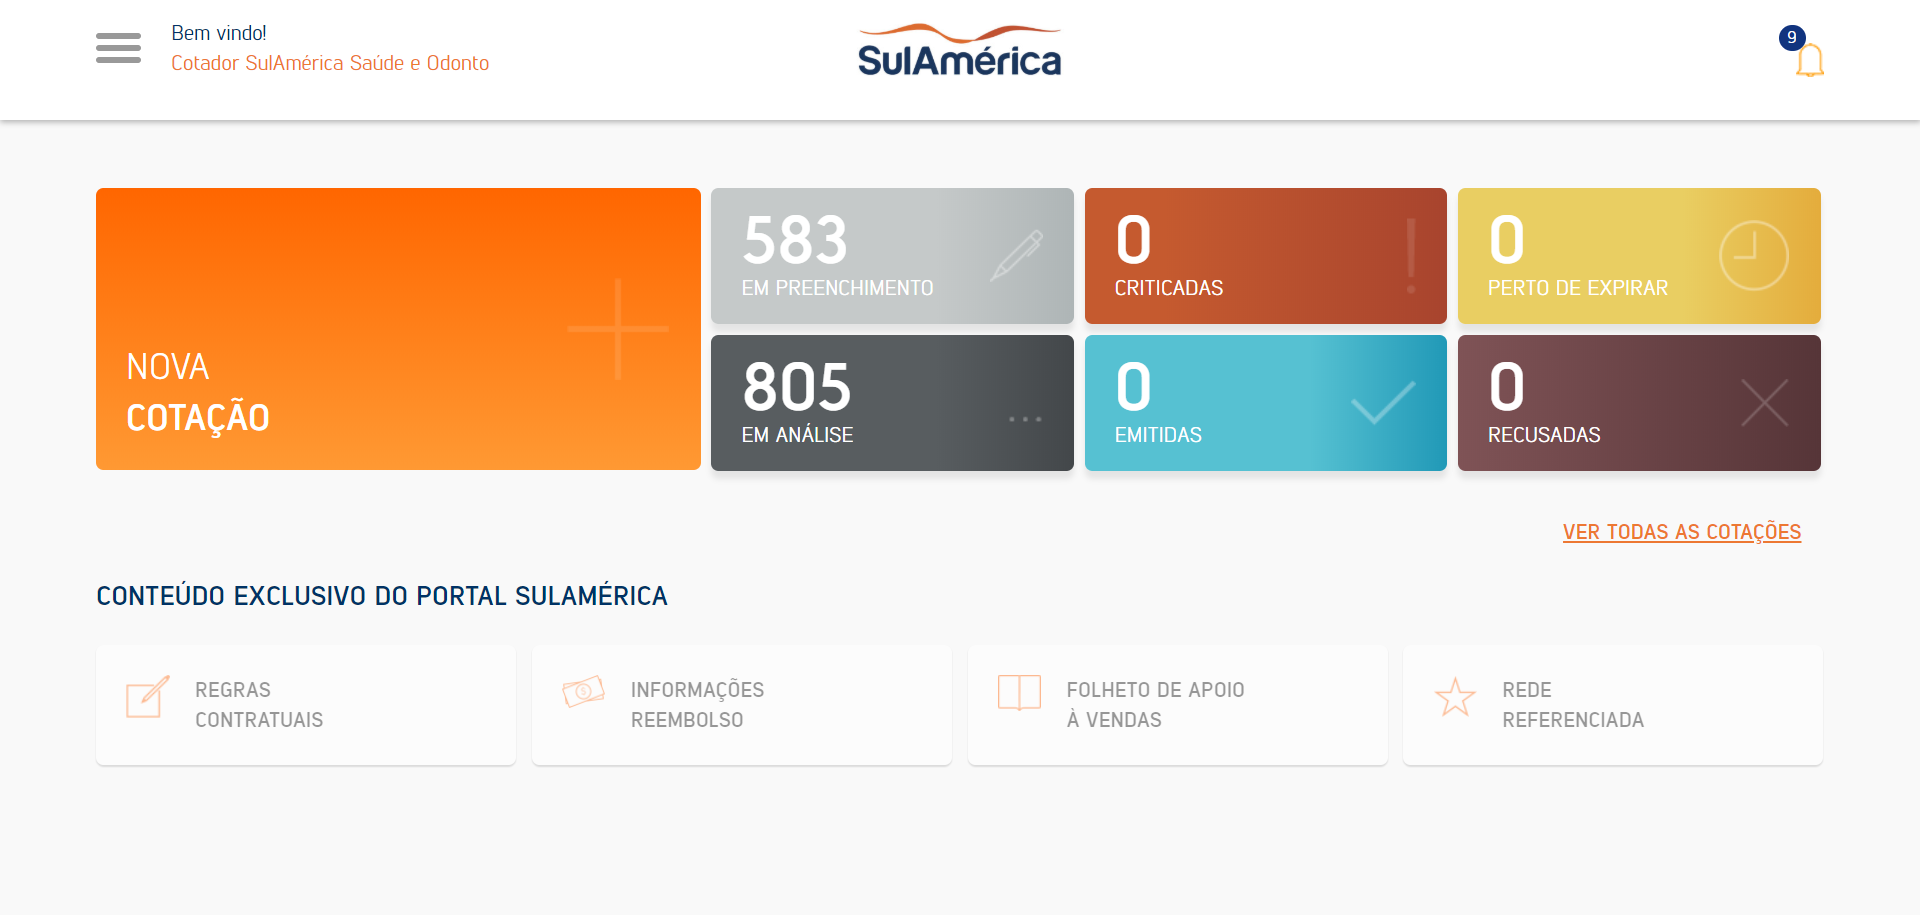 Bem vindo!
Cotador SulAmérica Saúde e Odonto
SulAmérica
9
NOVA
COTAÇÃO
583
EM PREENCHIMENTO
0
CRITICADAS
0
PERTO DE EXPIRAR
805
EM ANÁLISE
0
EMITIDAS
0
RECUSADAS
VER TODAS AS COTAÇÕES
CONTEÚDO EXCLUSIVO DO PORTAL SULAMÉRICA
REGRAS
CONTRATUAIS
INFORMAÇÕES
REEMBOLSO
FOLHETO DE APOIO
À VENDAS
REDE
REFERENCIADA